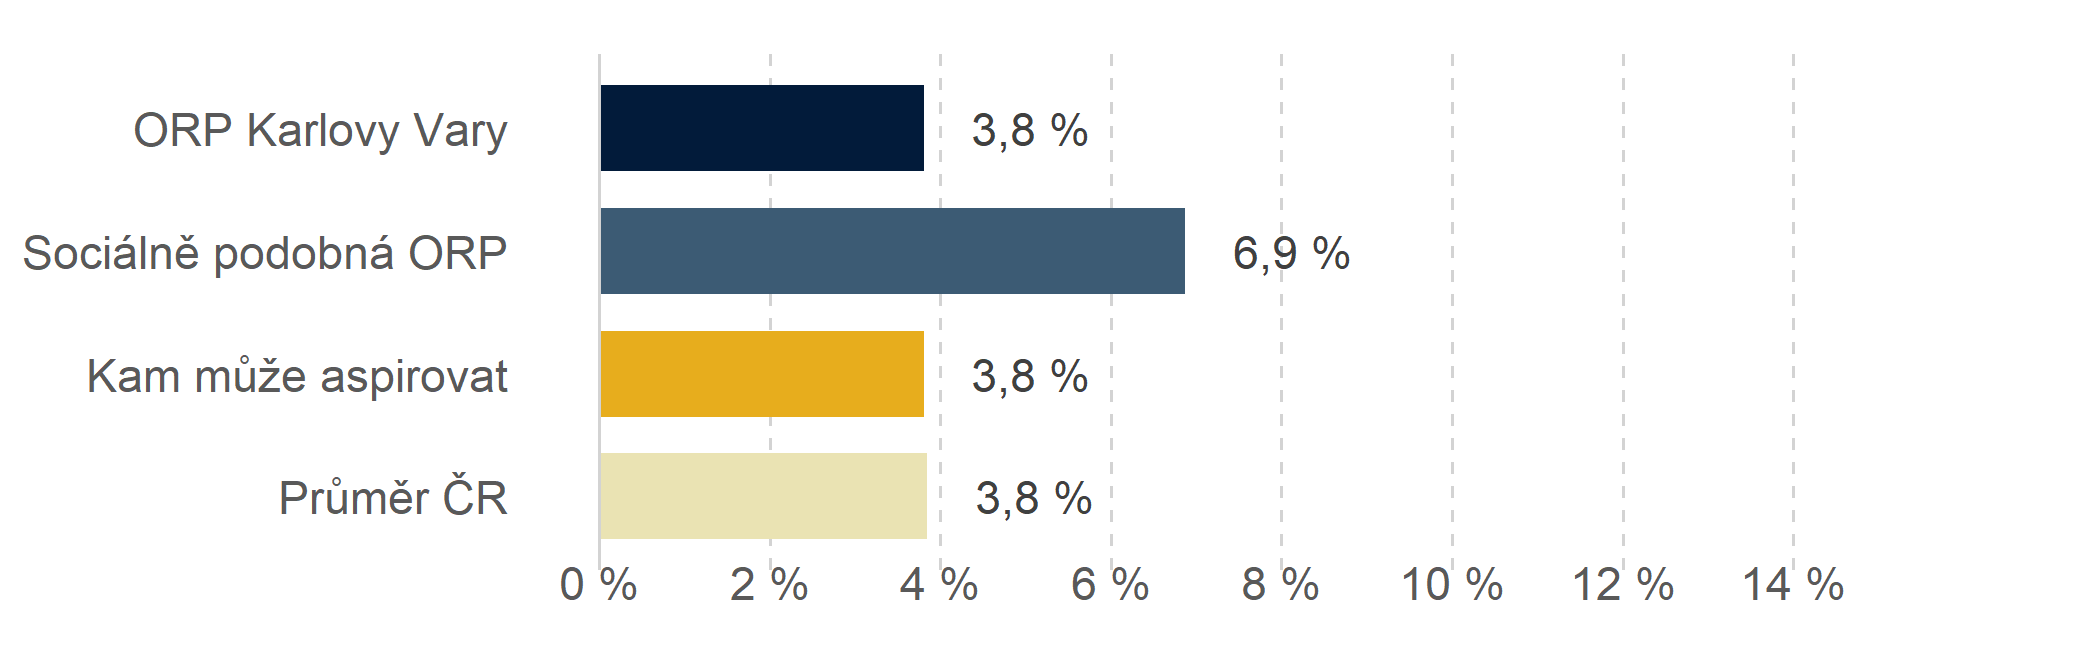 ORP Karlovy Vary 3,8 %
Sociálně podobná ORP 6,9 %
Kam může aspirovat 3,8 %
Průměr ČR 3,8 %
0 % 2 % 4 % 6 % 8 % 10 % 12 % 14 %